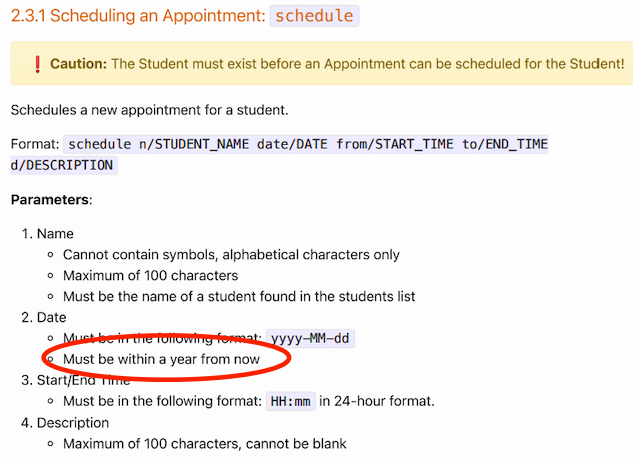 2.3.1 Scheduling an Appointment: schedule
❗ Caution: The Student must exist before an Appointment can be scheduled for the Student!
Schedules a new appointment for a student.
Format: schedule n/STUDENT_NAME date/DATE from/START_TIME to/END_TIME
d/DESCRIPTION
Parameters:
1. Name
Cannot contain symbols, alphabetical characters only
Maximum of 100 characters
Must be the name of a student found in the students list
2. Date
Must be in the following format: yyyy-MM-dd
Must be within a year from now
3. Start/End Time
Must be in the following format: HH:mm in 24-hour format.
4. Description
Maximum of 100 characters, cannot be blank